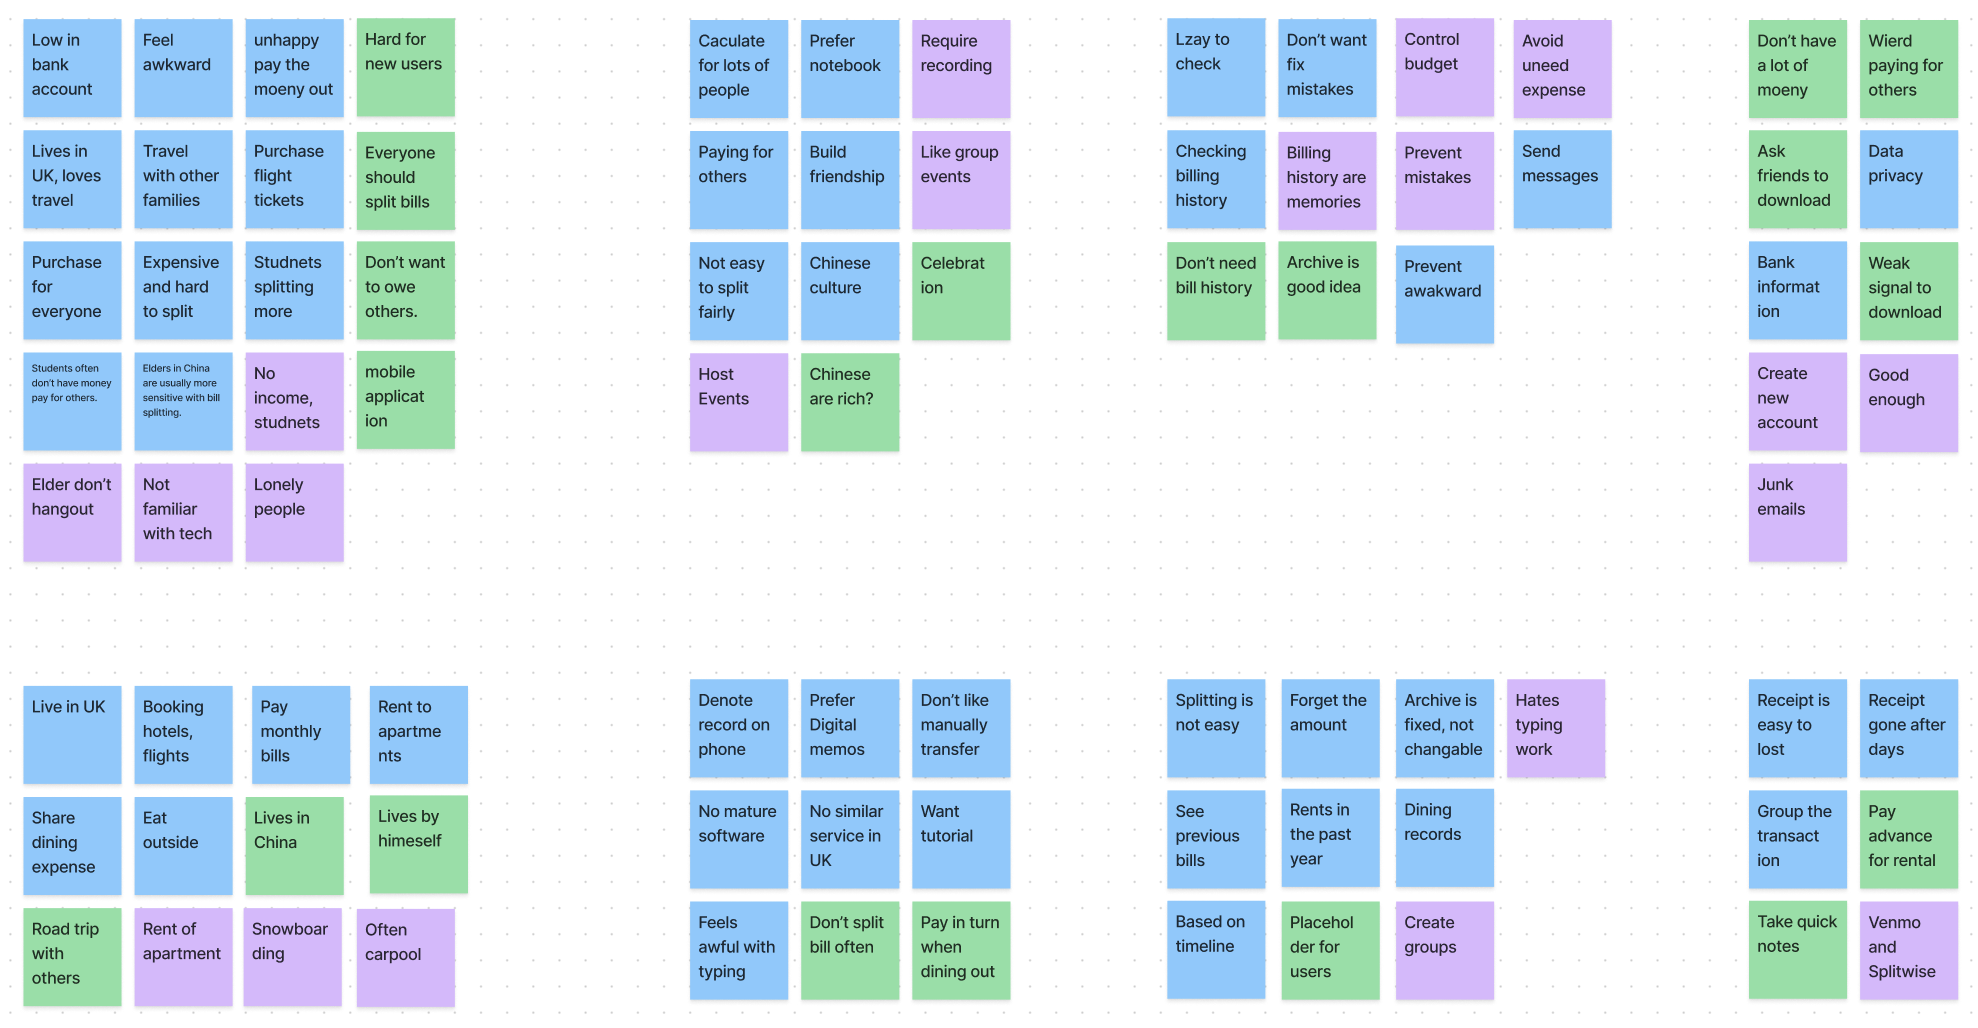 Low in
bank
account
Feel
awkward
unhappy
pay the
moeny out
Hard for
new users
Lives in
UK, loves
travel
Travel
with other
families
Purchase
flight
tickets
Everyone
should
split bills
Purchase
for
everyone
Expensive
and hard
to split
Studnets
splitting
more
Don't want
to owe
others.
Students often
don't have money
pay for others.
Elders in China
are usually more
sensitive with bill
splitting.
No
income,
studnets
mobile
applicat
ion
Elder don't
hangout
Not
familiar
with tech
Lonely
people
Caculate
for lots of
people
Prefer
notebook
Require
recording
Paying for
others
Build
friendship
Like group
events
Not easy
to split
fairly
Chinese
culture
Celebrat
ion
Host
Events
Chinese
are rich?
Lzay to
check
Don't want
fix
mistakes
Control
budget
Avoid
uneed
expense
Checking
billing
history
Billing
history are
memories
Prevent
mistakes
Send
messages
Don't need
bill history
Archive is
good idea
Prevent
awakward
Don't have
a lot of
moeny
Wierd
paying for
others
Ask
friends to
download
Data
privacy
Bank
informat
ion
Weak
signal to
download
Create
new
account
Good
enough
Junk
emails
Live in UK
Booking
hotels,
flights
Pay
monthly
bills
Rent to
apartme
nts
Share
dining
expense
Eat
outside
Lives in
China
Lives by
himeself
Road trip
with
others
Rent of
apartment
Snowboar
ding
Often
carpool
Denote
record on
phone
Prefer
Digital
memos
Don't like
manually
transfer
No mature
software
No similar
service in
UK
Want
tutorial
Feels
awful with
typing
Don't split
bill often
Pay in turn
when
dining out
Splitting is
not easy
Forget the
amount
Archive is
fixed, not
changable
Hates
typing
work
See
previous
bills
Rents in
the past
year
Dining
records
Based on
timeline
Placehol
der for
users
Create
groups
Receipt is
easy to
lost
Receipt
gone after
days
Group the
transact
ion
Pay
advance
for rental
Take quick
notes
Venmo
and
Splitwise